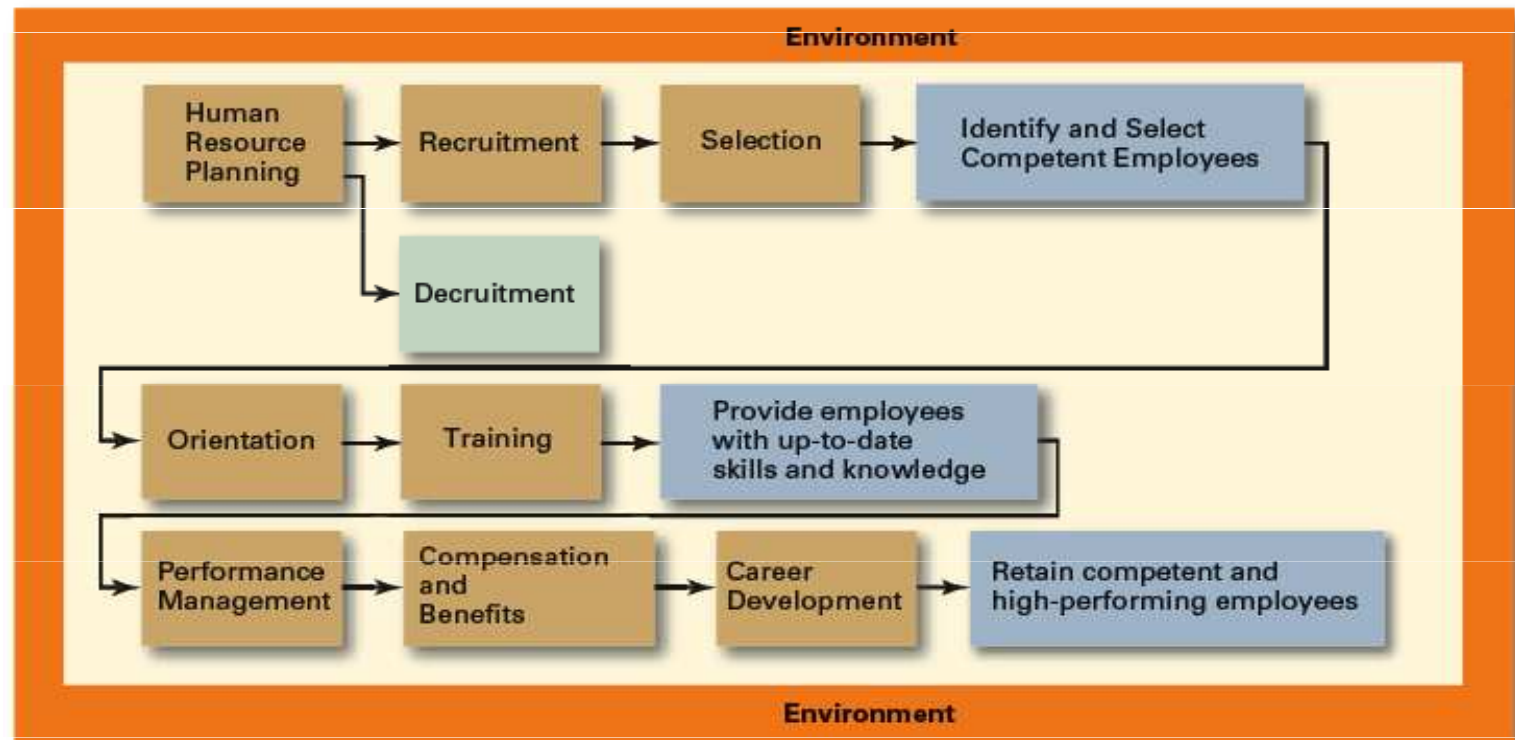 Environment
Human
Resource
Planning
Recruitment
Selection
Identify and Select
Competent Employees
Decruitment
Orientation
Training
Provide employees
with up-to-date
skills and knowledge
Performance
Management
Compensation
and
Benefits
Career
Development
Retain competent and
high-performing employees
Environment